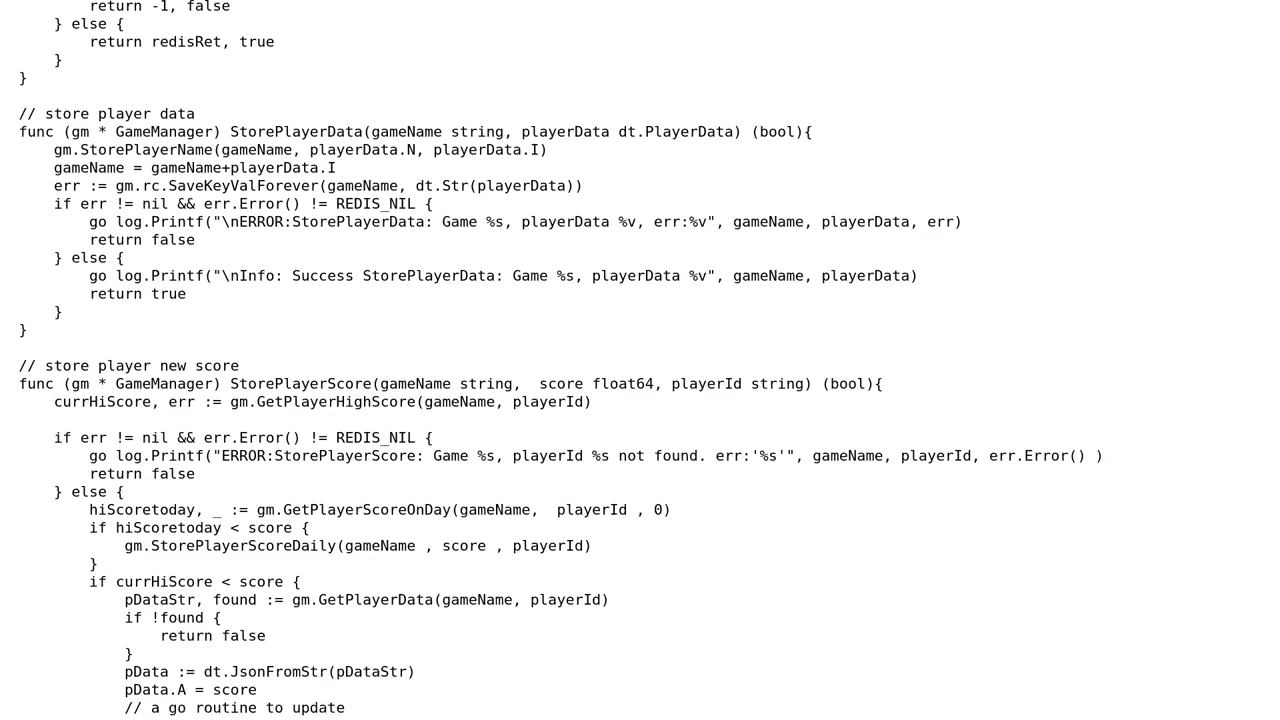 return -1, false
    } else {
        return redisRet, true
    }
}

// store player data
func (gm * GameManager) StorePlayerData(gameName string, playerData dt.PlayerData) (bool){
    gm.StorePlayerName(gameName, playerData.N, playerData.I)
    gameName = gameName+playerData.I
    err := gm.rc.SaveKeyValForever(gameName, dt.Str(playerData))
    if err != nil && err.Error() != REDIS_NIL {
        go log.Printf("\nERROR:StorePlayerData: Game %s, playerData %v, err:%v", gameName, playerData, err)
        return false
    } else {
        go log.Printf("\nInfo: Success StorePlayerData: Game %s, playerData %v", gameName, playerData)
        return true
    }
}

// store player new score
func (gm * GameManager) StorePlayerScore(gameName string,  score float64, playerId string) (bool){
    currHiScore, err := gm.GetPlayerHighScore(gameName, playerId)

    if err != nil && err.Error() != REDIS_NIL {
        go log.Printf("ERROR:StorePlayerScore: Game %s, playerId %s not found. err:'%s'", gameName, playerId, err.Error() )
        return false
    } else {
        hiScoretoday, _ := gm.GetPlayerScoreOnDay(gameName,  playerId , 0)
        if hiScoretoday < score {
            gm.StorePlayerScoreDaily(gameName , score , playerId)
        }
        if currHiScore < score {
            pDataStr, found := gm.GetPlayerData(gameName, playerId)
            if !found {
                return false
            }
            pData := dt.JsonFromStr(pDataStr)
            pData.A = score
            // a go routine to update